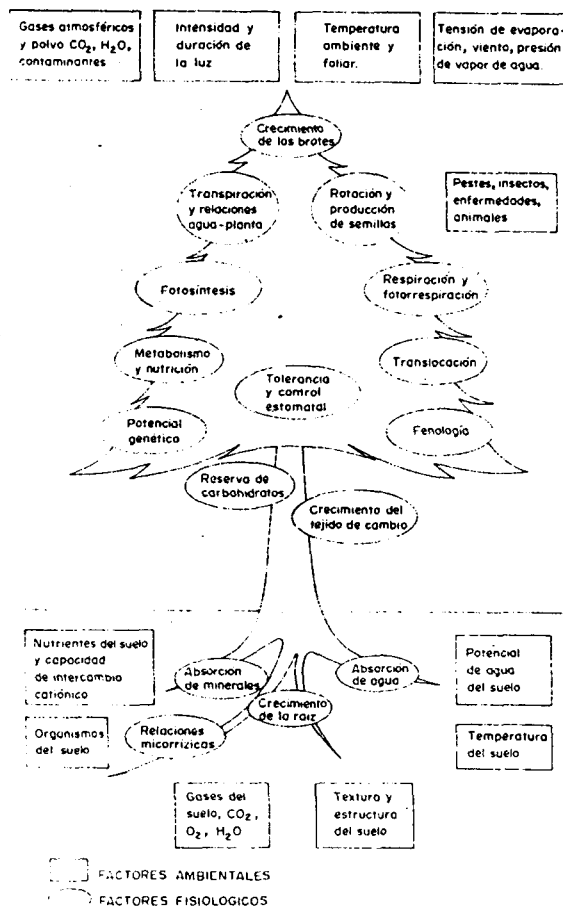 Gases atmosféricos
y polvo CO₂, H₂O,
contaminantes
Intensidad y
duración de
la luz
Temperatura
ambiente y
foliar.
Tensión de evapora-
ción, viento, presión
de vapor de agua.
Crecimiento
de los brotes
Transpiración
y relaciones
agua-planta
Rotación y
producción
de semillas
Pestes, insectos,
enfermedades,
animales
Fotosíntesis
Respiración y
fotorrespiración
Metabolismo
y nutrición
Translocación
Tolerancia
y control
estomatal
Potencial
genético
Fenología
Reserva de
carbohidratos
Crecimiento del
tejido de cambio
Nutrientes del suelo
y capacidad
de intercambio
catiónico
Absorción
de minerales
Absorción
de agua
Potencial
de agua
del suelo
Crecimiento
de la raíz
Organismos
del suelo
Relaciones
micorrízicas
Temperatura
del suelo
Gases del
suelo, CO₂,
O₂, H₂O
Textura y
estructura
del suelo
FACTORES AMBIENTALES
FACTORES FISIOLOGICOS